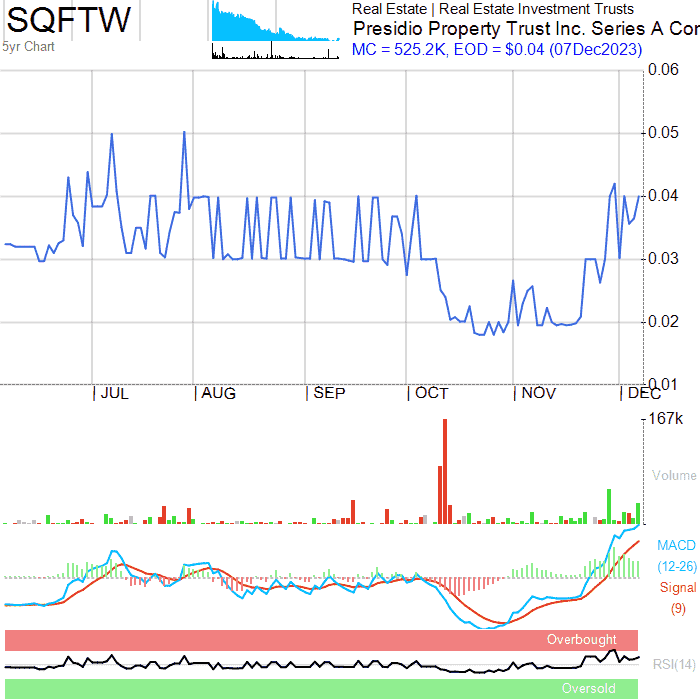 SQFTW
5yr Chart
Real Estate | Real Estate Investment Trusts
Presidio Property Trust Inc. Series A Cor
MC = 525.2K, EOD = $0.04 (07Dec2023)
0.06
0.05
0.04
0.03
0.02
0.01
JUL AUG SEP OCT NOV DEC
167k
Volume
MACD
(12-26)
Signal
(9)
Overbought
RSI(14)
Oversold